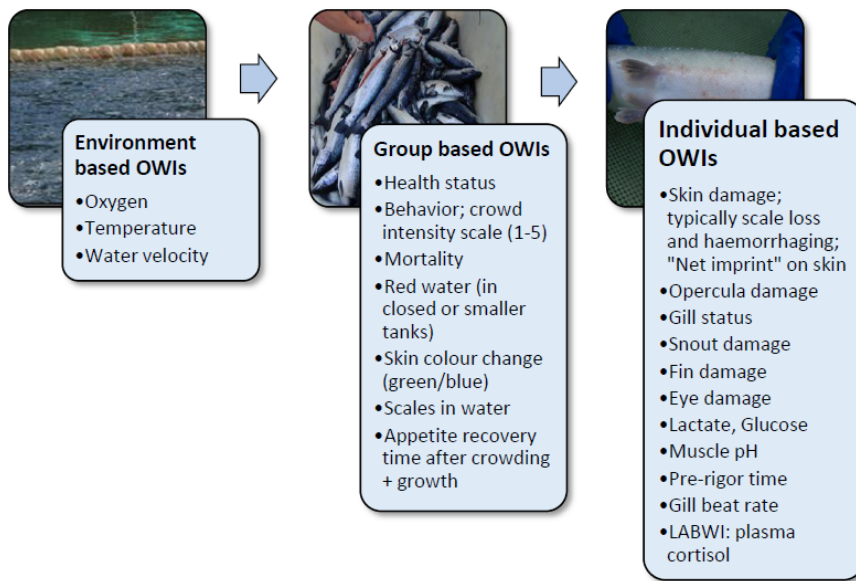 Environment
based OWIs
•Oxygen
•Temperature
•Water velocity
Group based OWIs
•Health status
•Behavior; crowd
intensity scale (1-5)
•Mortality
•Red water (in
closed or smaller
tanks)
•Skin colour change
(green/blue)
•Scales in water
•Appetite recovery
time after crowding
+ growth
Individual based
OWIs
•Skin damage;
typically scale loss
and haemorrhaging;
"Net imprint" on skin
•Opercula damage
•Gill status
•Snout damage
•Fin damage
•Eye damage
•Lactate, Glucose
•Muscle pH
•Pre-rigor time
•Gill beat rate
•LABWI: plasma
cortisol